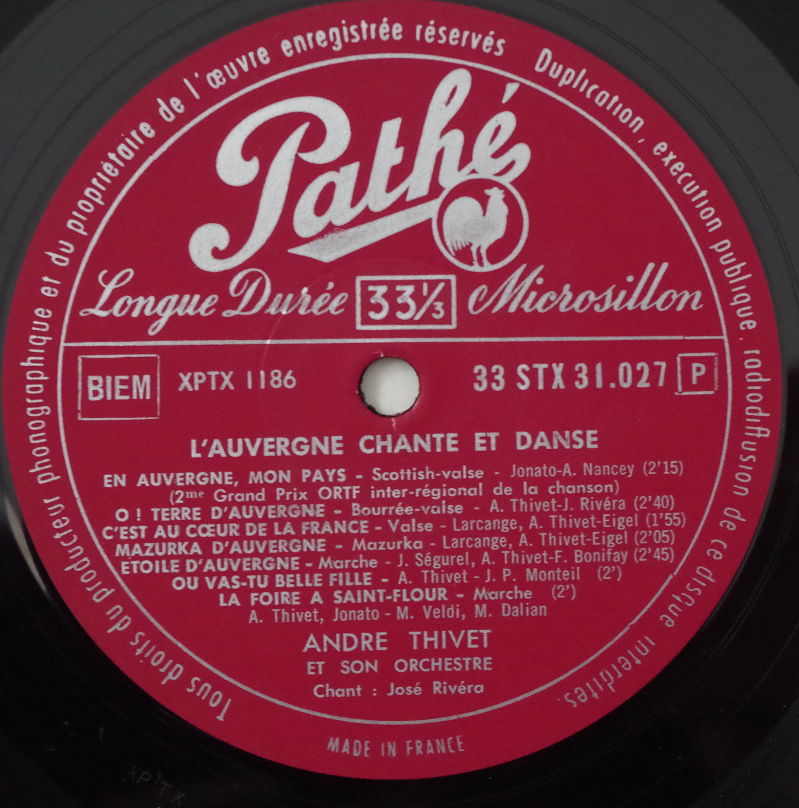 Tous droits du producteur phonographique et du propriétaire de l'œuvre enregistrée réservés Duplication, execution publique, radiodiffusion de ce disque interdites.
Pathé
Longue Durée 33 1/3 Microsillon
BIEM XPTX 1186 33 STX 31.027 P
L'AUVERGNE CHANTE ET DANSE
EN AUVERGNE, MON PAYS - Scottish-valse - Jonato-A. Nancey (2'15)
(2me Grand Prix ORTF inter-régional de la chanson)
O ! TERRE D'AUVERGNE - Bourrée-valse - A. Thivet-J. Rivéra (2'40)
C'EST AU CŒUR DE LA FRANCE - Valse - Larcange, A. Thivet-Eigel (1'55)
MAZURKA D'AUVERGNE - Mazurka - Larcange, A. Thivet-Eigel (2'05)
ETOILE D'AUVERGNE - Marche - J. Ségurel, A. Thivet-F. Bonifay (2'45)
OU VAS-TU BELLE FILLE - A. Thivet - J. P. Monteil (2')
LA FOIRE A SAINT-FLOUR - Marche (2')
A. Thivet, Jonato - M. Veldi, M. Dalian
ANDRE THIVET
ET SON ORCHESTRE
Chant : José Rivéra
MADE IN FRANCE
XPTX